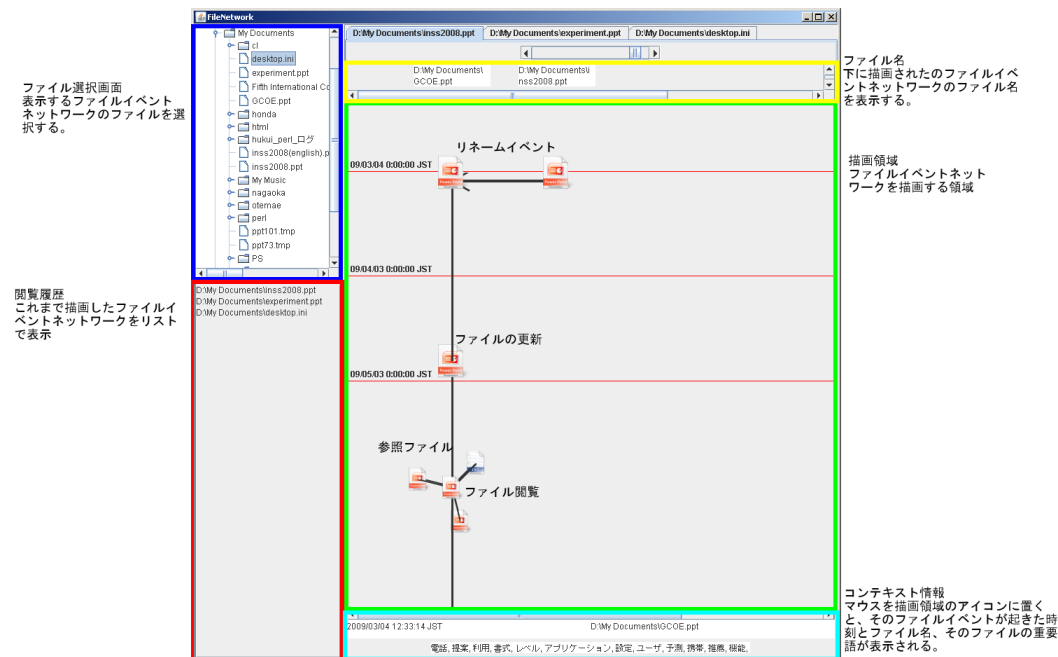 FileNetwork
My Documents
cl
desktop.ini
experiment.ppt
Fifth International Cc
GCOE.ppt
honda
html
hukui_perl_ログ
inss2008(english).p
inss2008.ppt
My Music
nagaoka
otemae
perl
ppt101.tmp
ppt73.tmp
PS
D:\My Documents\inss2008.ppt
D:\My Documents\experiment.ppt
D:\My Documents\desktop.ini
D:\My Documents\inss2008.ppt
D:\My Documents\experiment.ppt
D:\My Documents\desktop.ini
D:\My Documents\
GCOE.ppt
D:\My Documents\i
nss2008.ppt
リネームイベント
09/03/04 0:00:00 JST
09/04/03 0:00:00 JST
ファイルの更新
09/05/03 0:00:00 JST
参照ファイル
ファイル閲覧
2009/03/04 12:33:14 JST
D:\My Documents\GCOE.ppt
電話, 提案, 利用, 書式, レベル, アプリケーション, 設定, ユーザ, 予測, 携帯, 推薦, 機能,
ファイル選択画面
表示するファイルイベント
ネットワークのファイルを選
択する。
閲覧履歴
これまで描画したファイルイ
ベントネットワークをリスト
で表示
ファイル名
下に描画されたのファイルイベ
ントネットワークのファイル名
を表示する。
描画領域
ファイルイベントネット
ワークを描画する領域
コンテキスト情報
マウスを描画領域のアイコンに置く
と、そのファイルイベントが起きた時
刻とファイル名、そのファイルの重要
語が表示される。